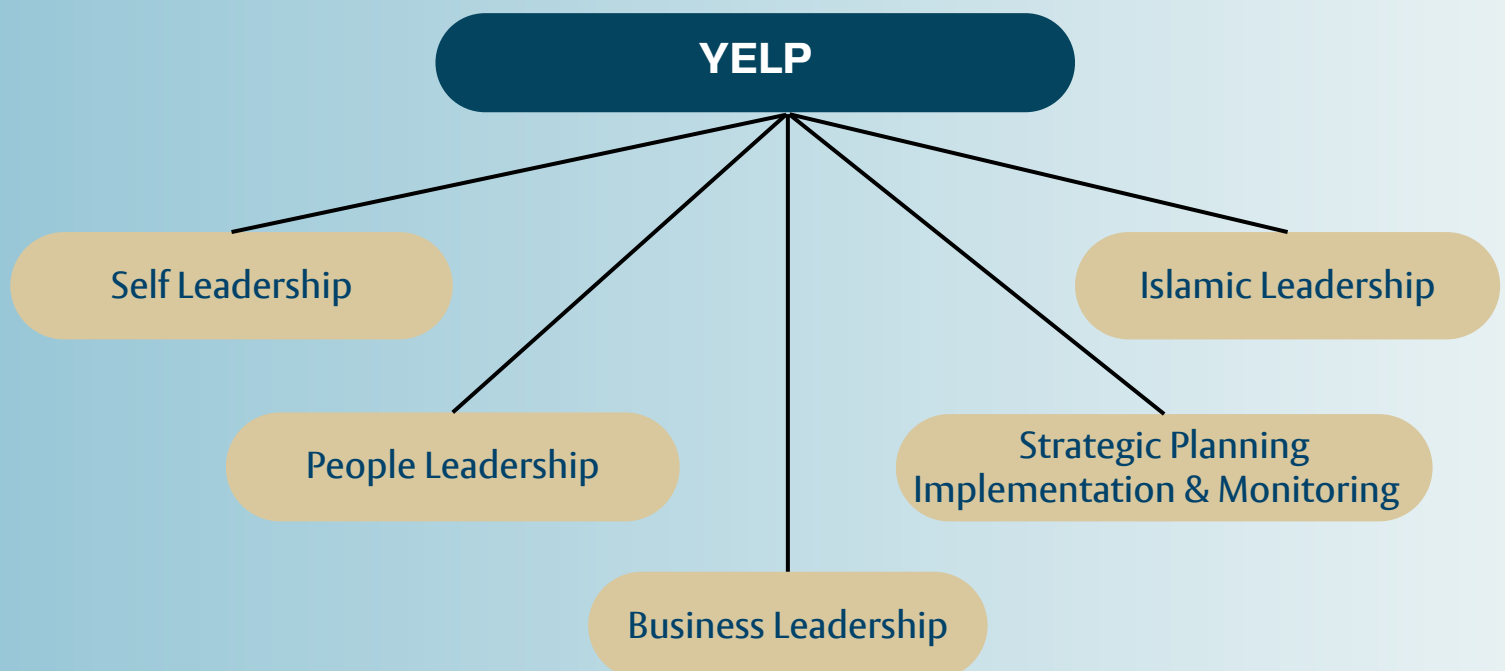 YELP
Self Leadership
Islamic Leadership
People Leadership
Strategic Planning
Implementation & Monitoring
Business Leadership